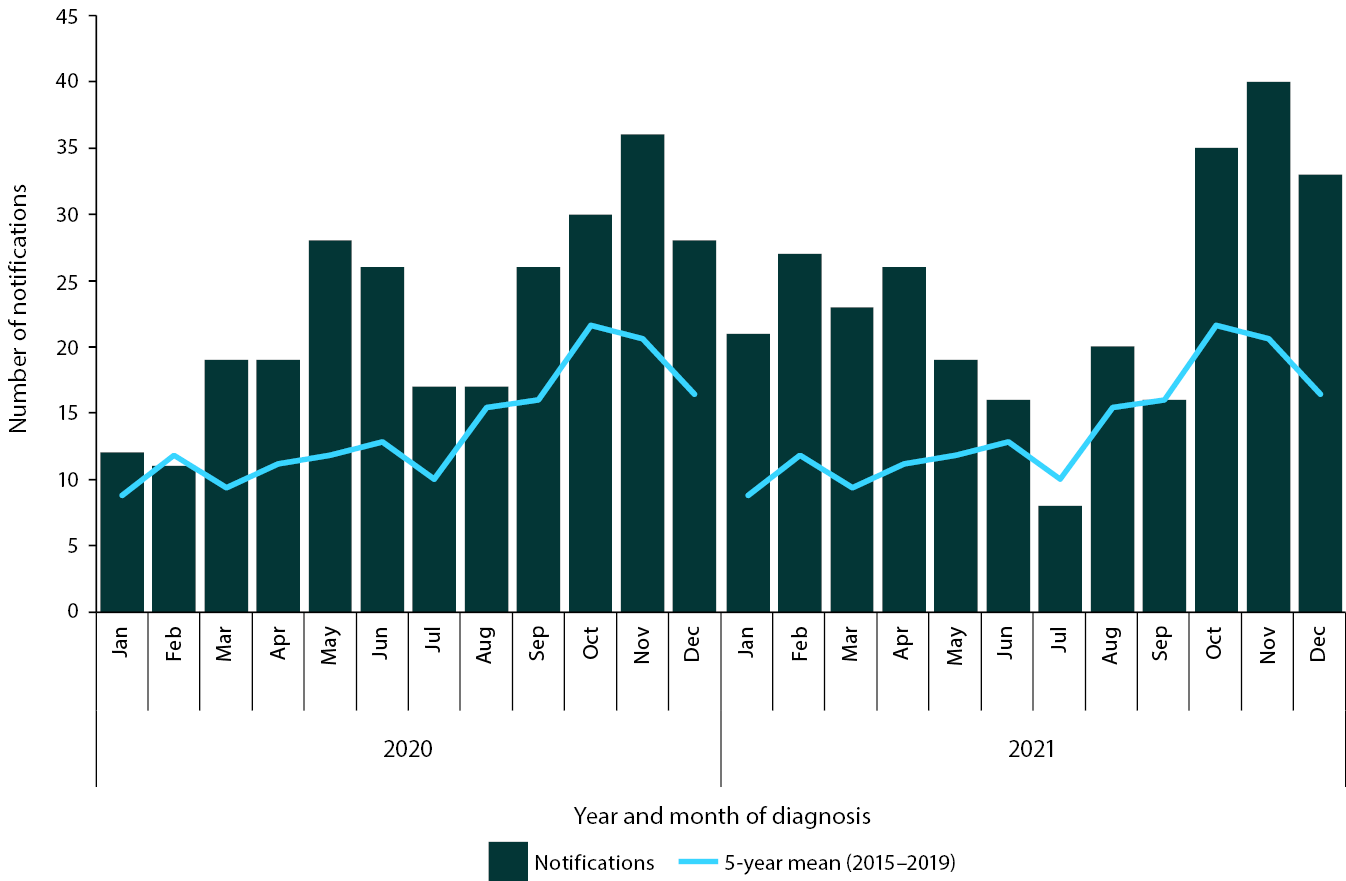 Number of notifications
45
40
35
30
25
20
15
10
5
0
Jan Feb Mar Apr May Jun Jul Aug Sep Oct Nov Dec Jan Feb Mar Apr May Jun Jul Aug Sep Oct Nov Dec
2020 2021
Year and month of diagnosis
Notifications 5-year mean (2015–2019)